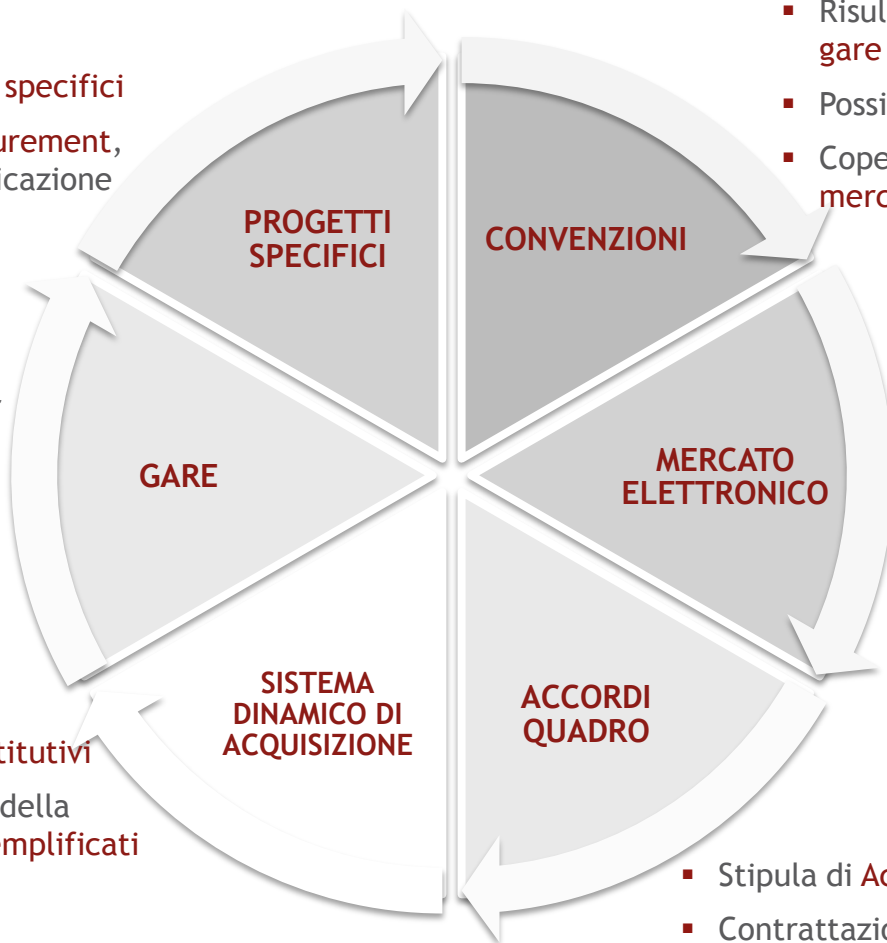 specifici
urement,
icazione
▪ Risul
gare
▪ Possi
▪ Cope
merc
PROGETTI
SPECIFICI
CONVENZIONI
GARE
MERCATO
ELETTRONICO
SISTEMA
DINAMICO DI
ACQUISIZIONE
ACCORDI
QUADRO
titutivi
della
mplificati
▪ Stipula di Ac
▪ Contrattazion